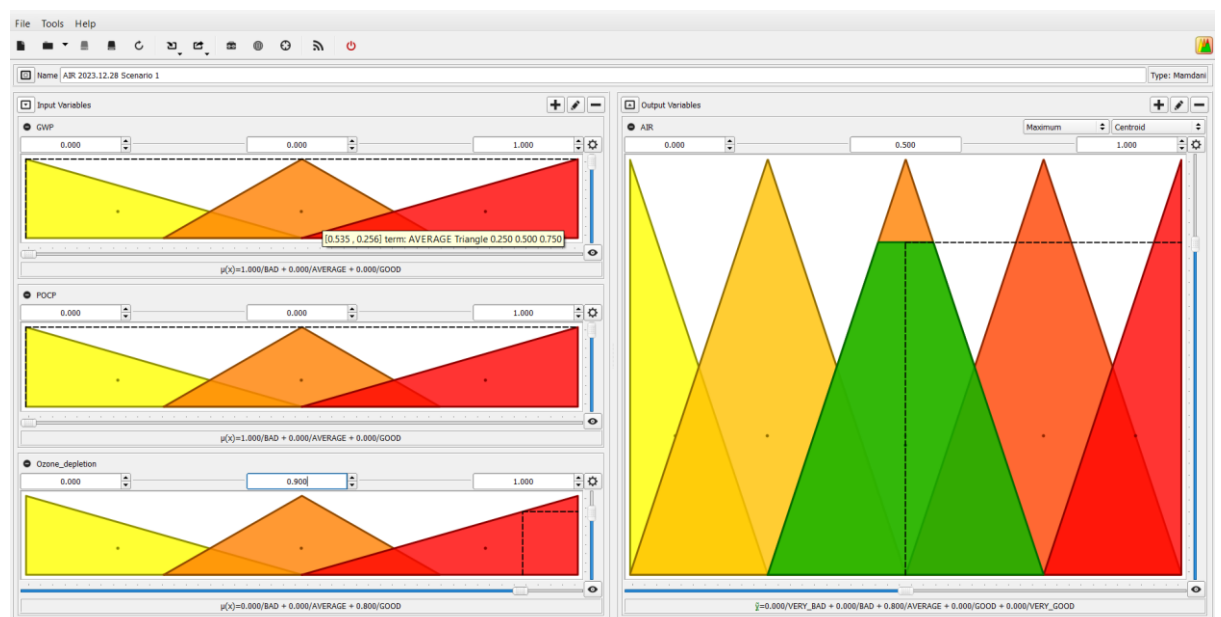 File Tools Help
Name AIR 2023.12.28 Scenario 1 Type: Mamdani
Input Variables
GWP
0.000 0.000 1.000
[0.535 , 0.256] term: AVERAGE Triangle 0.250 0.500 0.750
μ(x)=1.000/BAD + 0.000/AVERAGE + 0.000/GOOD
POCP
0.000 0.000 1.000
μ(x)=1.000/BAD + 0.000/AVERAGE + 0.000/GOOD
Ozone_depletion
0.000 0.900 1.000
μ(x)=0.000/BAD + 0.000/AVERAGE + 0.800/GOOD
Output Variables
AIR Maximum Centroid
0.000 0.500 1.000
ỹ=0.000/VERY_BAD + 0.000/BAD + 0.800/AVERAGE + 0.000/GOOD + 0.000/VERY_GOOD